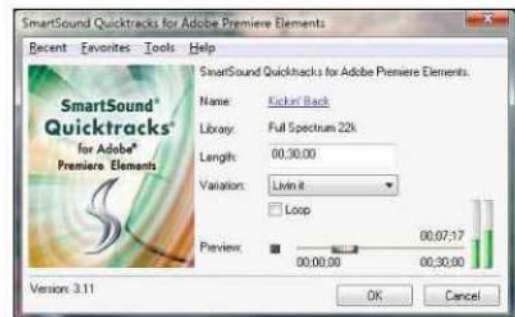 SmartSound Quicktracks for Adobe Premiere Elements
Recent Favorites Tools Help
SmartSound Quicktracks for Adobe Premiere Elements.
SmartSound®
Quicktracks®
for Adobe®
Premiere Elements
Name: Kickin' Back
Library: Full Spectrum 22k
Length: 00;30;00
Variation: Livin it
Loop
Preview: 00;07;17
00;00;00 00;30;00
Version: 3.11
OK Cancel